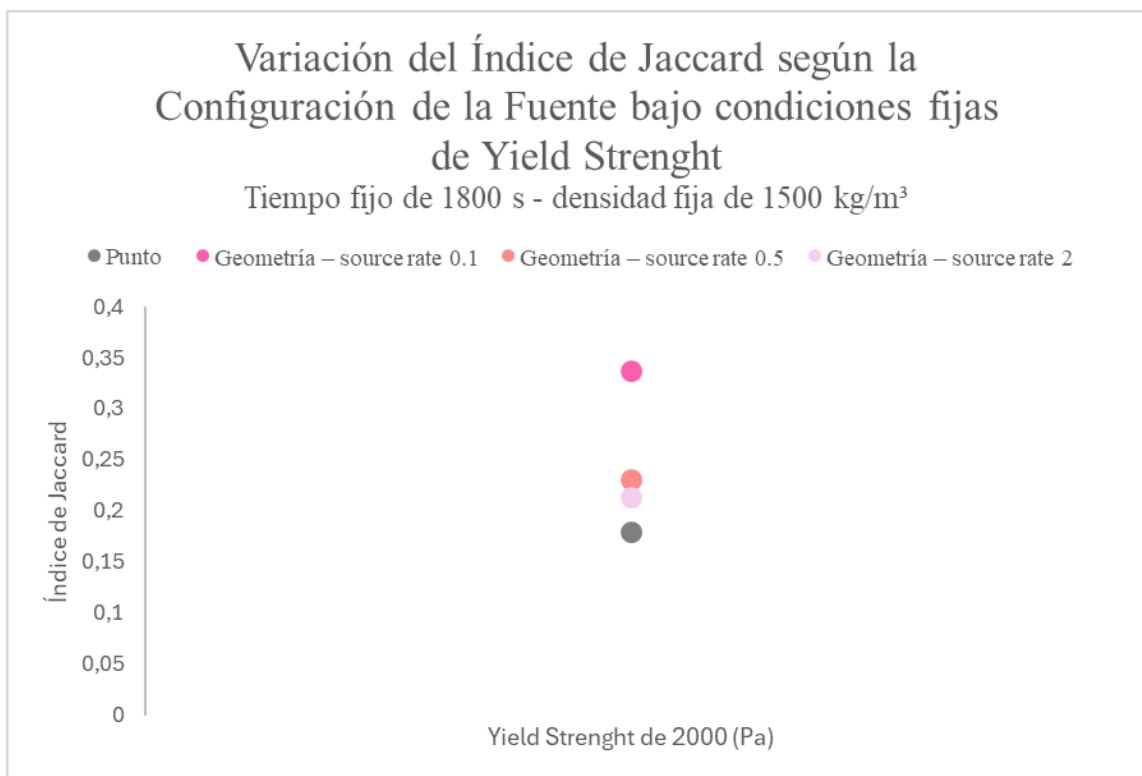 Variación del Índice de Jaccard según la
Configuración de la Fuente bajo condiciones fijas
de Yield Strenght
Tiempo fijo de 1800 s - densidad fija de 1500 kg/m³
Punto Geometría – source rate 0.1 Geometría – source rate 0.5 Geometría – source rate 2
0,4
0,35
0,3
0,25
0,2
0,15
0,1
0,05
0
Índice de Jaccard
Yield Strenght de 2000 (Pa)